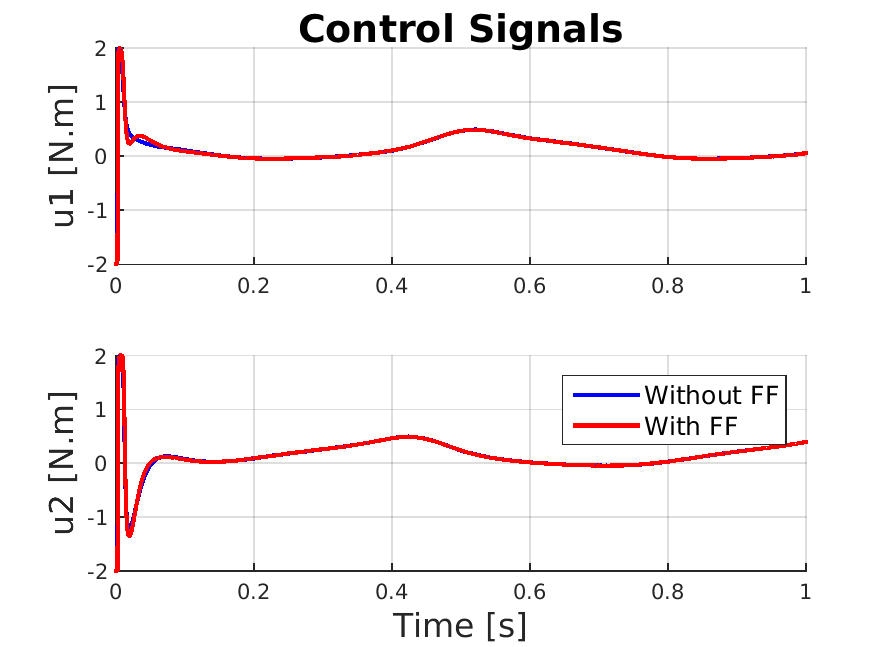 Control Signals
u1 [N.m]
2
1
0
-1
-2
0 0.2 0.4 0.6 0.8 1
u2 [N.m]
2
1
0
-1
-2
Without FF
With FF
0 0.2 0.4 0.6 0.8 1
Time [s]